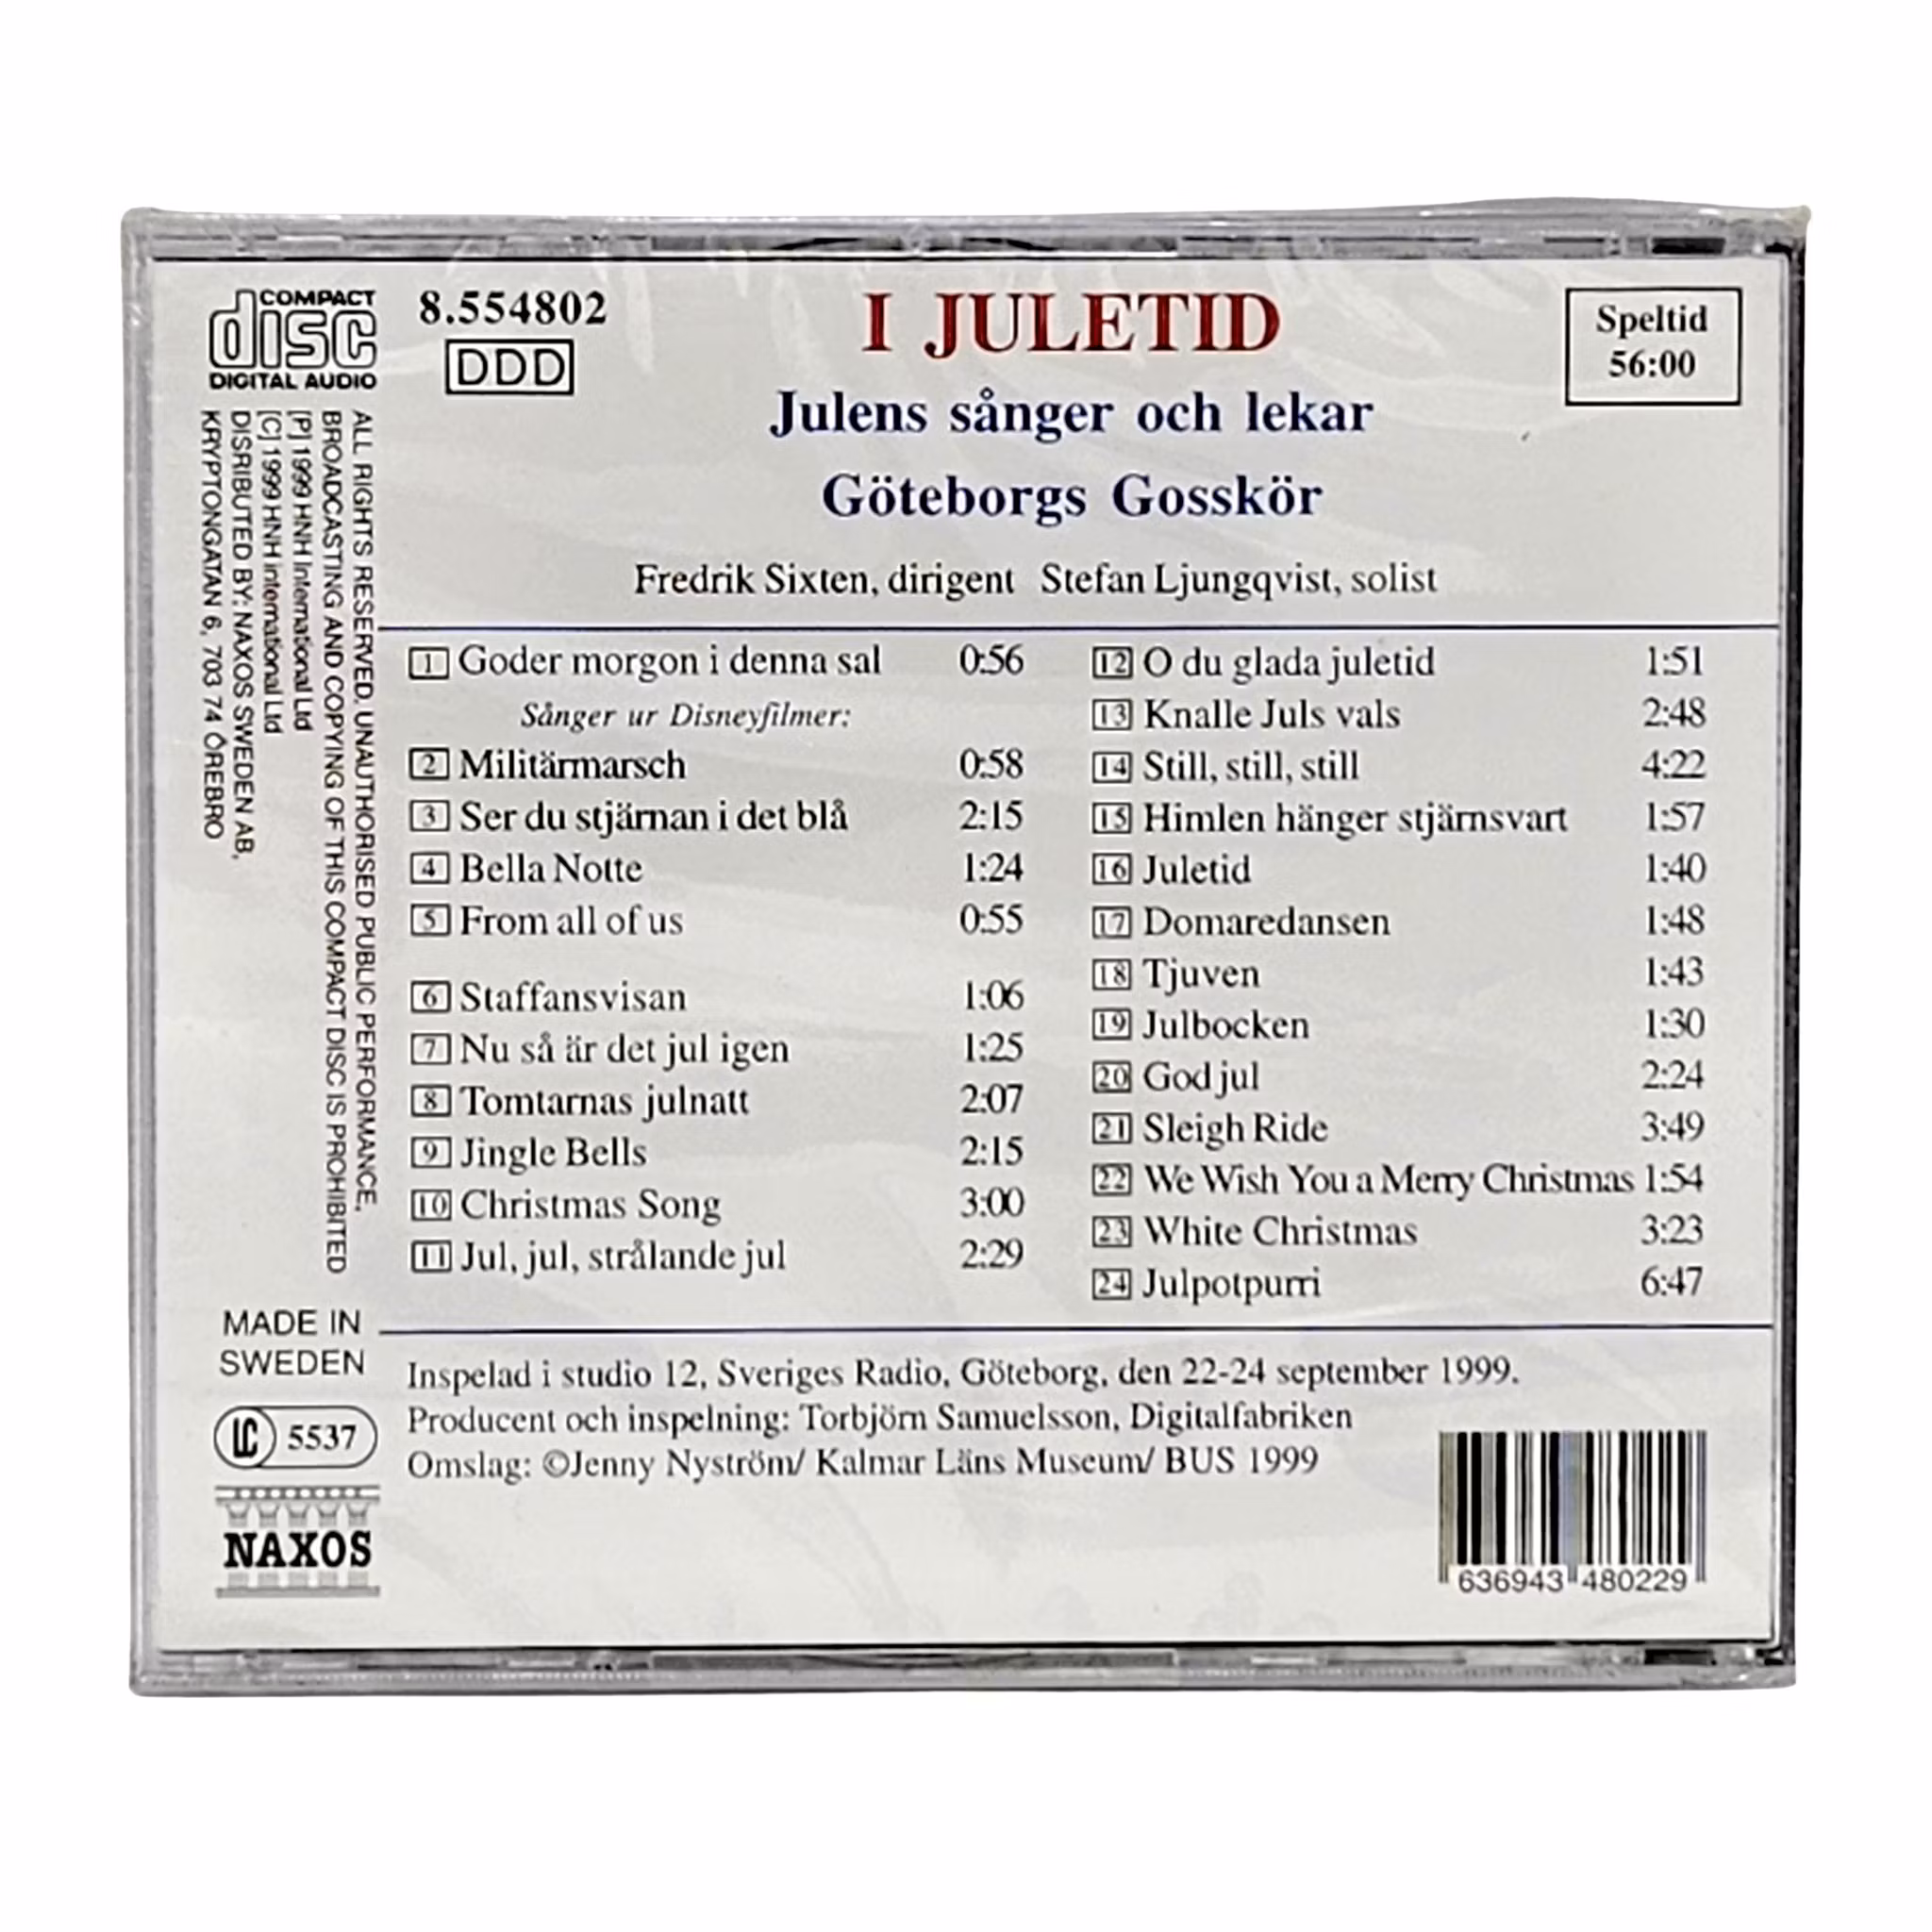 COMPACT
disc
DIGITAL AUDIO
8.554802
DDD
I JULETID
Julens sånger och lekar
Göteborgs Gosskör
Fredrik Sixten, dirigent Stefan Ljungqvist, solist
Speltid
56:00
1 Goder morgon i denna sal 0:56
Sånger ur Disneyfilmer:
2 Militärmarsch 0:58
3 Ser du stjärnan i det blå 2:15
4 Bella Notte 1:24
5 From all of us 0:55
6 Staffansvisan 1:06
7 Nu så är det jul igen 1:25
8 Tomtarnas julnatt 2:07
9 Jingle Bells 2:15
10 Christmas Song 3:00
11 Jul, jul, strålande jul 2:29
12 O du glada juletid 1:51
13 Knalle Juls vals 2:48
14 Still, still, still 4:22
15 Himlen hänger stjärnsvart 1:57
16 Juletid 1:40
17 Domaredansen 1:48
18 Tjuven 1:43
19 Julbocken 1:30
20 God jul 2:24
21 Sleigh Ride 3:49
22 We Wish You a Merry Christmas 1:54
23 White Christmas 3:23
24 Julpotpurri 6:47
Inspelad i studio 12, Sveriges Radio, Göteborg, den 22-24 september 1999.
Producent och inspelning: Torbjörn Samuelsson, Digitalfabriken
Omslag: ©Jenny Nyström/ Kalmar Läns Museum/ BUS 1999
ALL RIGHTS RESERVED, UNAUTHORISED PUBLIC PERFORMANCE,
BROADCASTING AND COPYING OF THIS COMPACT DISC IS PROHIBITED
[P] 1999 HNH International Ltd
[C] 1999 HNH international Ltd
DISRIBUTED BY: NAXOS SWEDEN AB,
KRYPTONGATAN 6, 703 74 ÖREBRO
MADE IN
SWEDEN
LC 5537
NAXOS
636943 480229